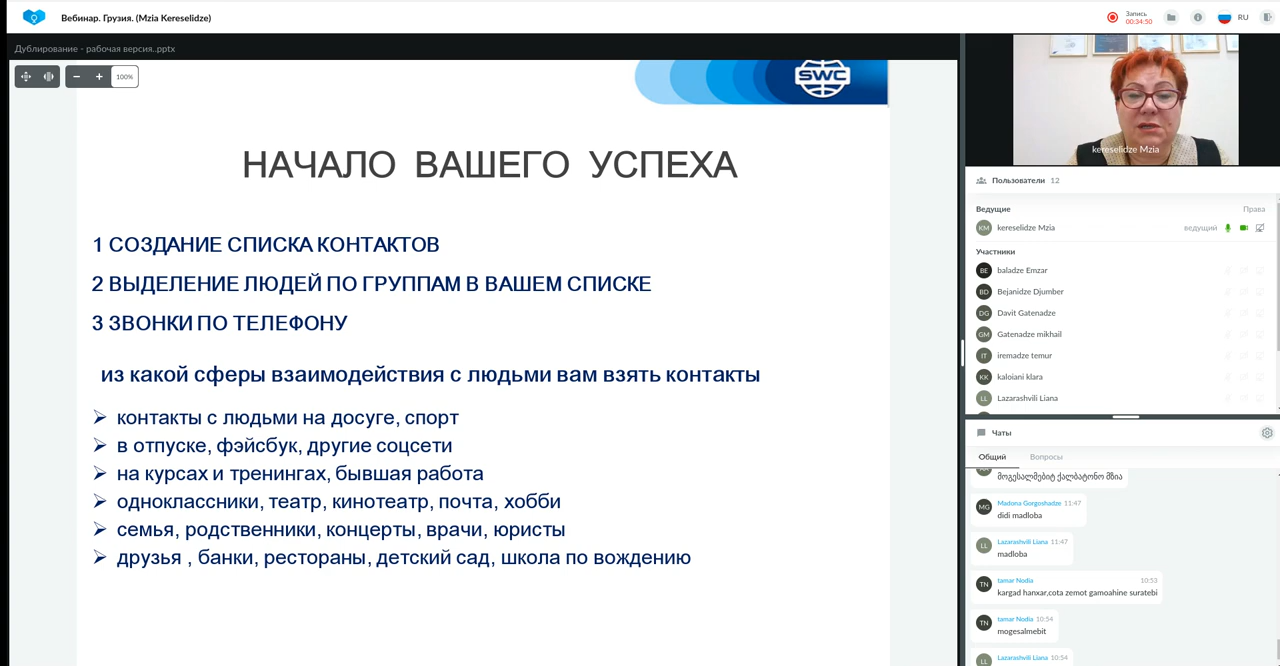 Вебинар. Грузия. (Mzia Kereselidze)
Запись
00:34:50
RU
Дублирование - рабочая версия..pptx
100%
SWC
НАЧАЛО ВАШЕГО УСПЕХА
1 СОЗДАНИЕ СПИСКА КОНТАКТОВ
2 ВЫДЕЛЕНИЕ ЛЮДЕЙ ПО ГРУППАМ В ВАШЕМ СПИСКЕ
3 ЗВОНКИ ПО ТЕЛЕФОНУ
из какой сферы взаимодействия с людьми вам взять контакты
контакты с людьми на досуге, спорт
в отпуске, фэйсбук, другие соцсети
на курсах и тренингах, бывшая работа
одноклассники, театр, кинотеатр, почта, хобби
семья, родственники, концерты, врачи, юристы
друзья , банки, рестораны, детский сад, школа по вождению
kereselidze Mzia
Пользователи 12
Ведущие Права
KM kereselidze Mzia ведущий
Участники
BE baladze Emzar
BD Bejanidze Djumber
DG Davit Gatenadze
GM Gatenadze mikhail
IT iremadze temur
KK kaloiani klara
LL Lazarashvili Liana
Чаты
Общий Вопросы
მოგესალმებიტ ქალბატონო მზია
MG Madona Gorgoshadze 11:47
didi madloba
LL Lazarashvili Liana 11:47
madloba
TN tamar Nodia 10:53
kargad hanxar,cota zemot gamoahine suratebi
TN tamar Nodia 10:54
mogesalmebit
LL Lazarashvili Liana 10:54